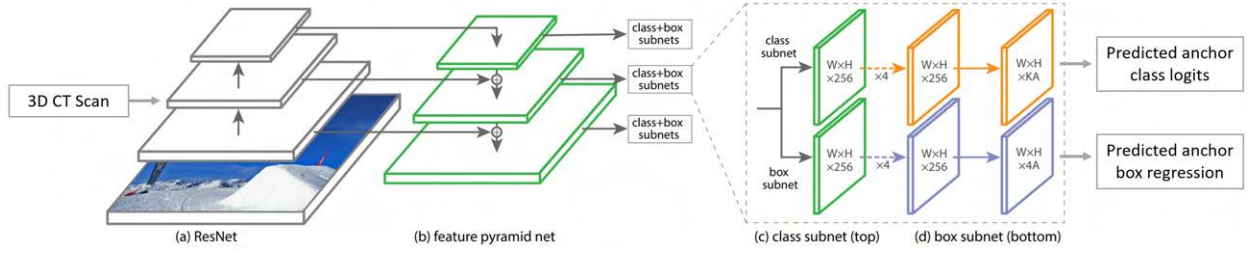 3D CT Scan
(a) ResNet
(b) feature pyramid net
class+box
subnets
class+box
subnets
class+box
subnets
class
subnet
box
subnet
W×H
×256
×4
W×H
×256
W×H
×KA
W×H
×256
×4
W×H
×256
W×H
×4A
(c) class subnet (top)
(d) box subnet (bottom)
Predicted anchor
class logits
Predicted anchor
box regression